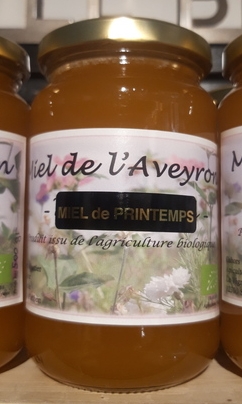 Miel de l'Aveyron
MIEL de PRINTEMPS
issu de l'agriculture biologique